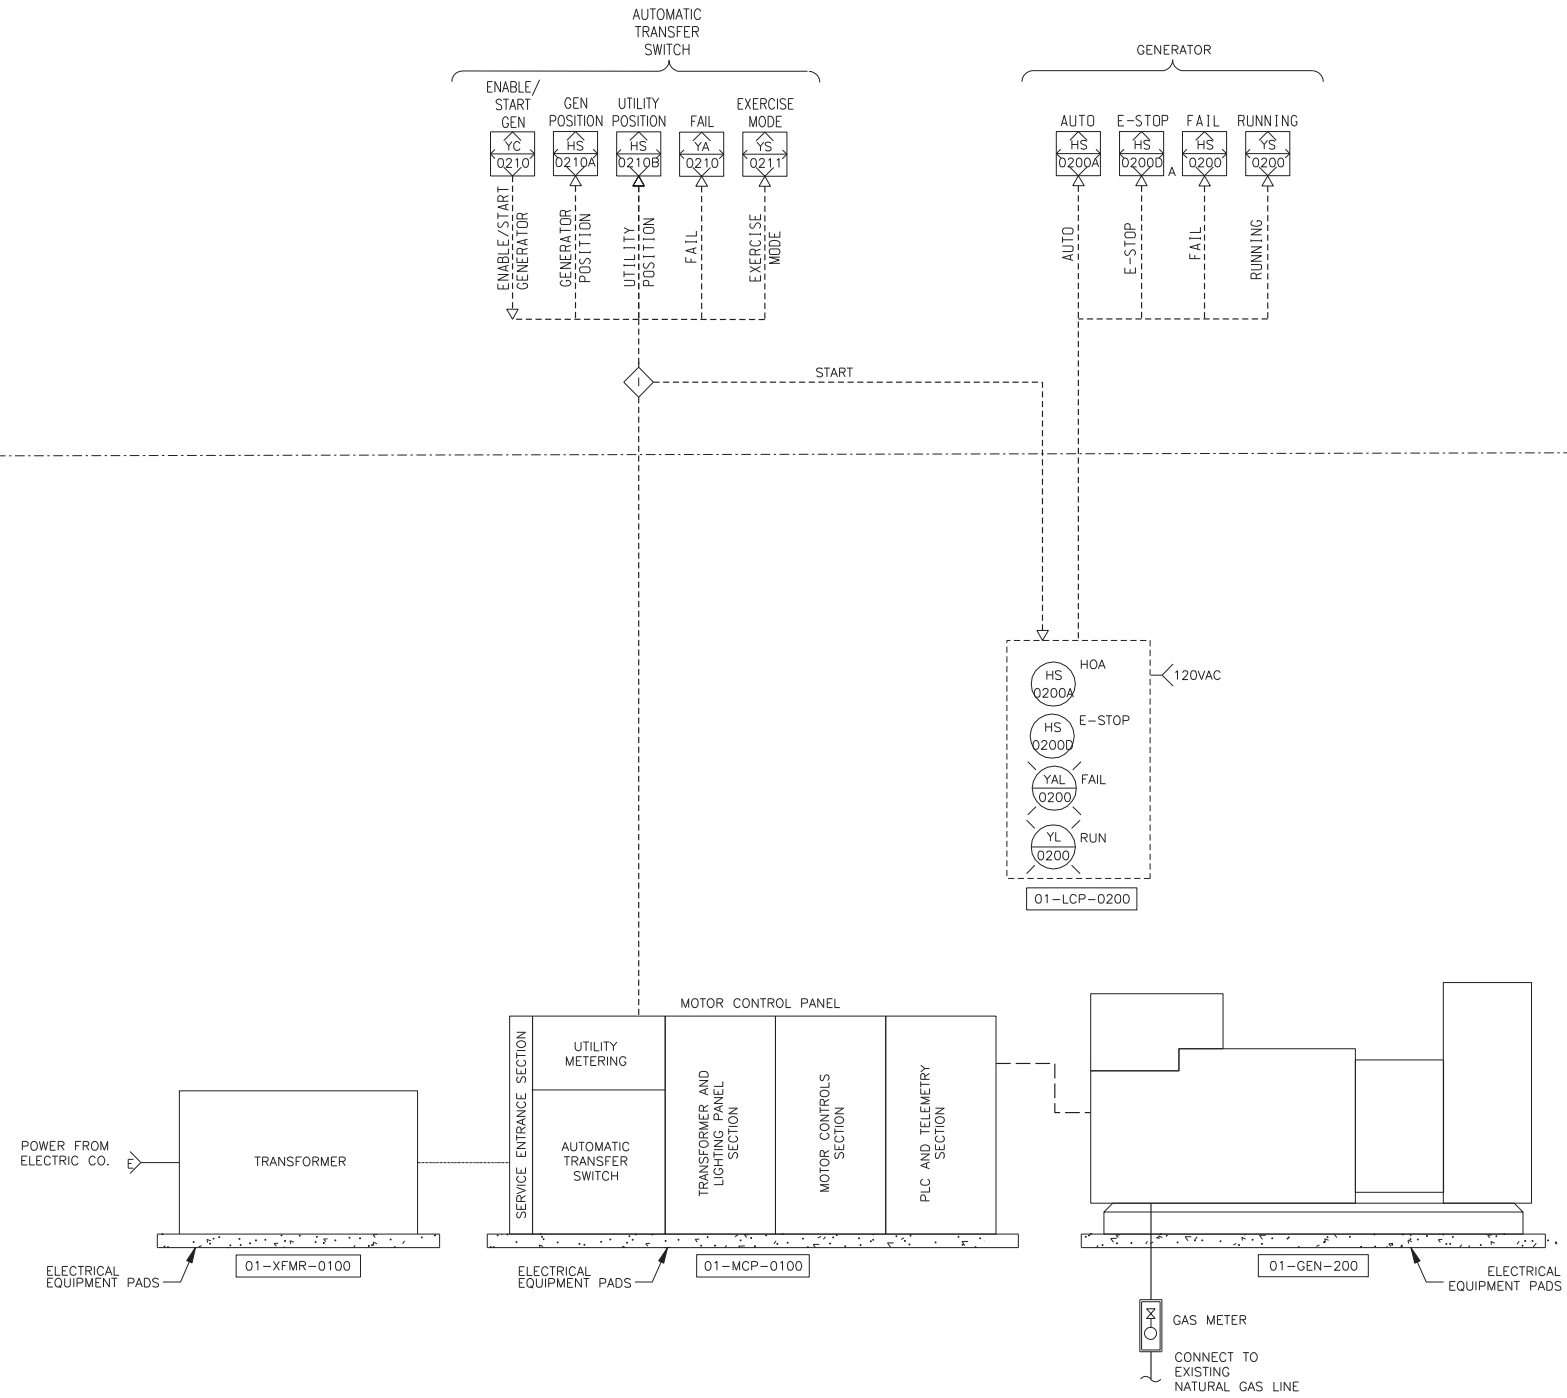 AUTOMATIC
TRANSFER
SWITCH
GENERATOR
ENABLE/
START
GEN
GEN
POSITION
UTILITY
POSITION
FAIL
EXERCISE
MODE
AUTO
E-STOP
FAIL
RUNNING
YC
0210
HS
0210A
HS
0210B
YA
0210
YS
0211
HS
0200A
HS
0200D
A
HS
0200
YS
0200
ENABLE/START
GENERATOR
GENERATOR
POSITION
UTILITY
POSITION
FAIL
EXERCISE
MODE
AUTO
E-STOP
FAIL
RUNNING
I
START
HS
0200A
HOA
120VAC
HS
0200D
E-STOP
YAL
0200
FAIL
YL
0200
RUN
01-LCP-0200
MOTOR CONTROL PANEL
SERVICE ENTRANCE SECTION
UTILITY
METERING
AUTOMATIC
TRANSFER
SWITCH
TRANSFORMER AND
LIGHTING PANEL
SECTION
MOTOR CONTROLS
SECTION
PLC AND TELEMETRY
SECTION
POWER FROM
ELECTRIC CO.
E
TRANSFORMER
ELECTRICAL
EQUIPMENT PADS
01-XFMR-0100
ELECTRICAL
EQUIPMENT PADS
01-MCP-0100
01-GEN-200
ELECTRICAL
EQUIPMENT PADS
GAS METER
CONNECT TO
EXISTING
NATURAL GAS LINE